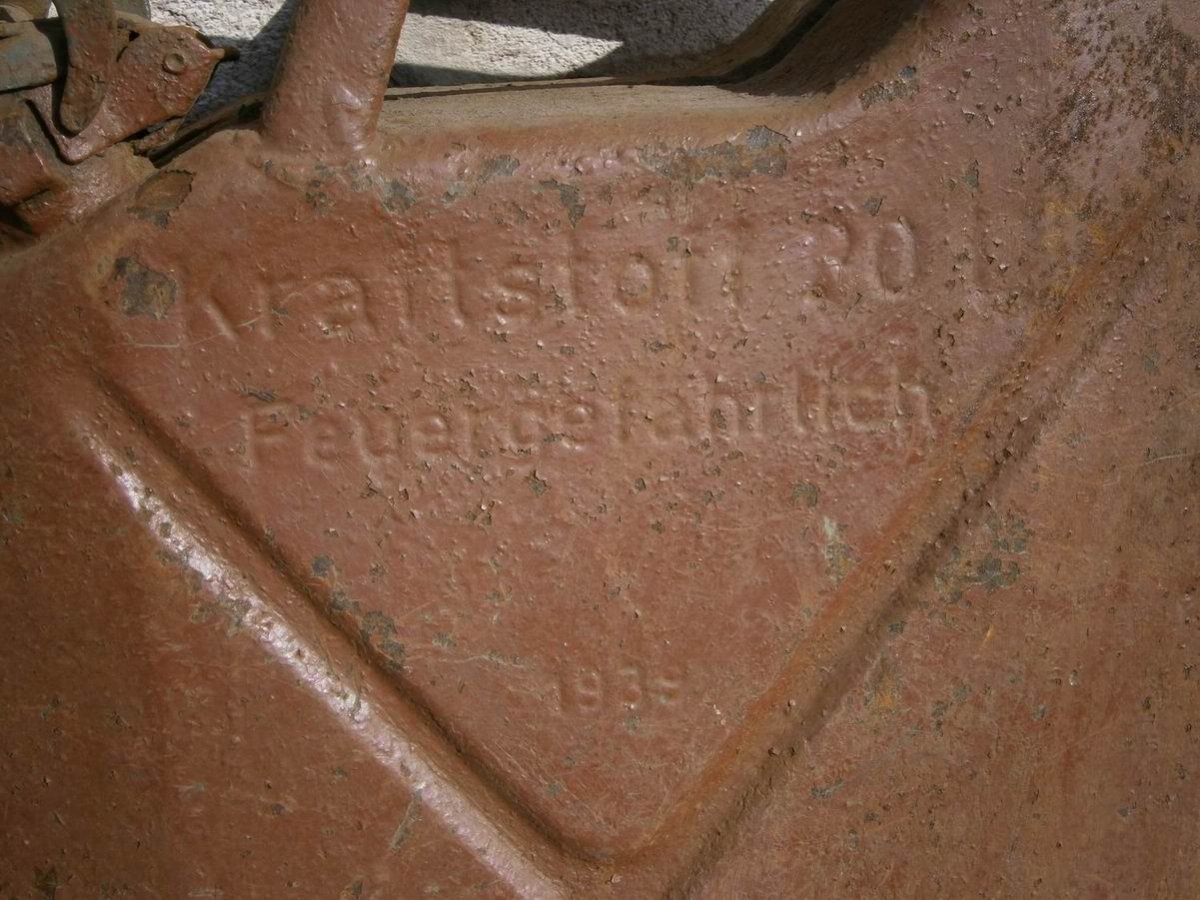 Kraftstoff 20 L
Feuergefährlich